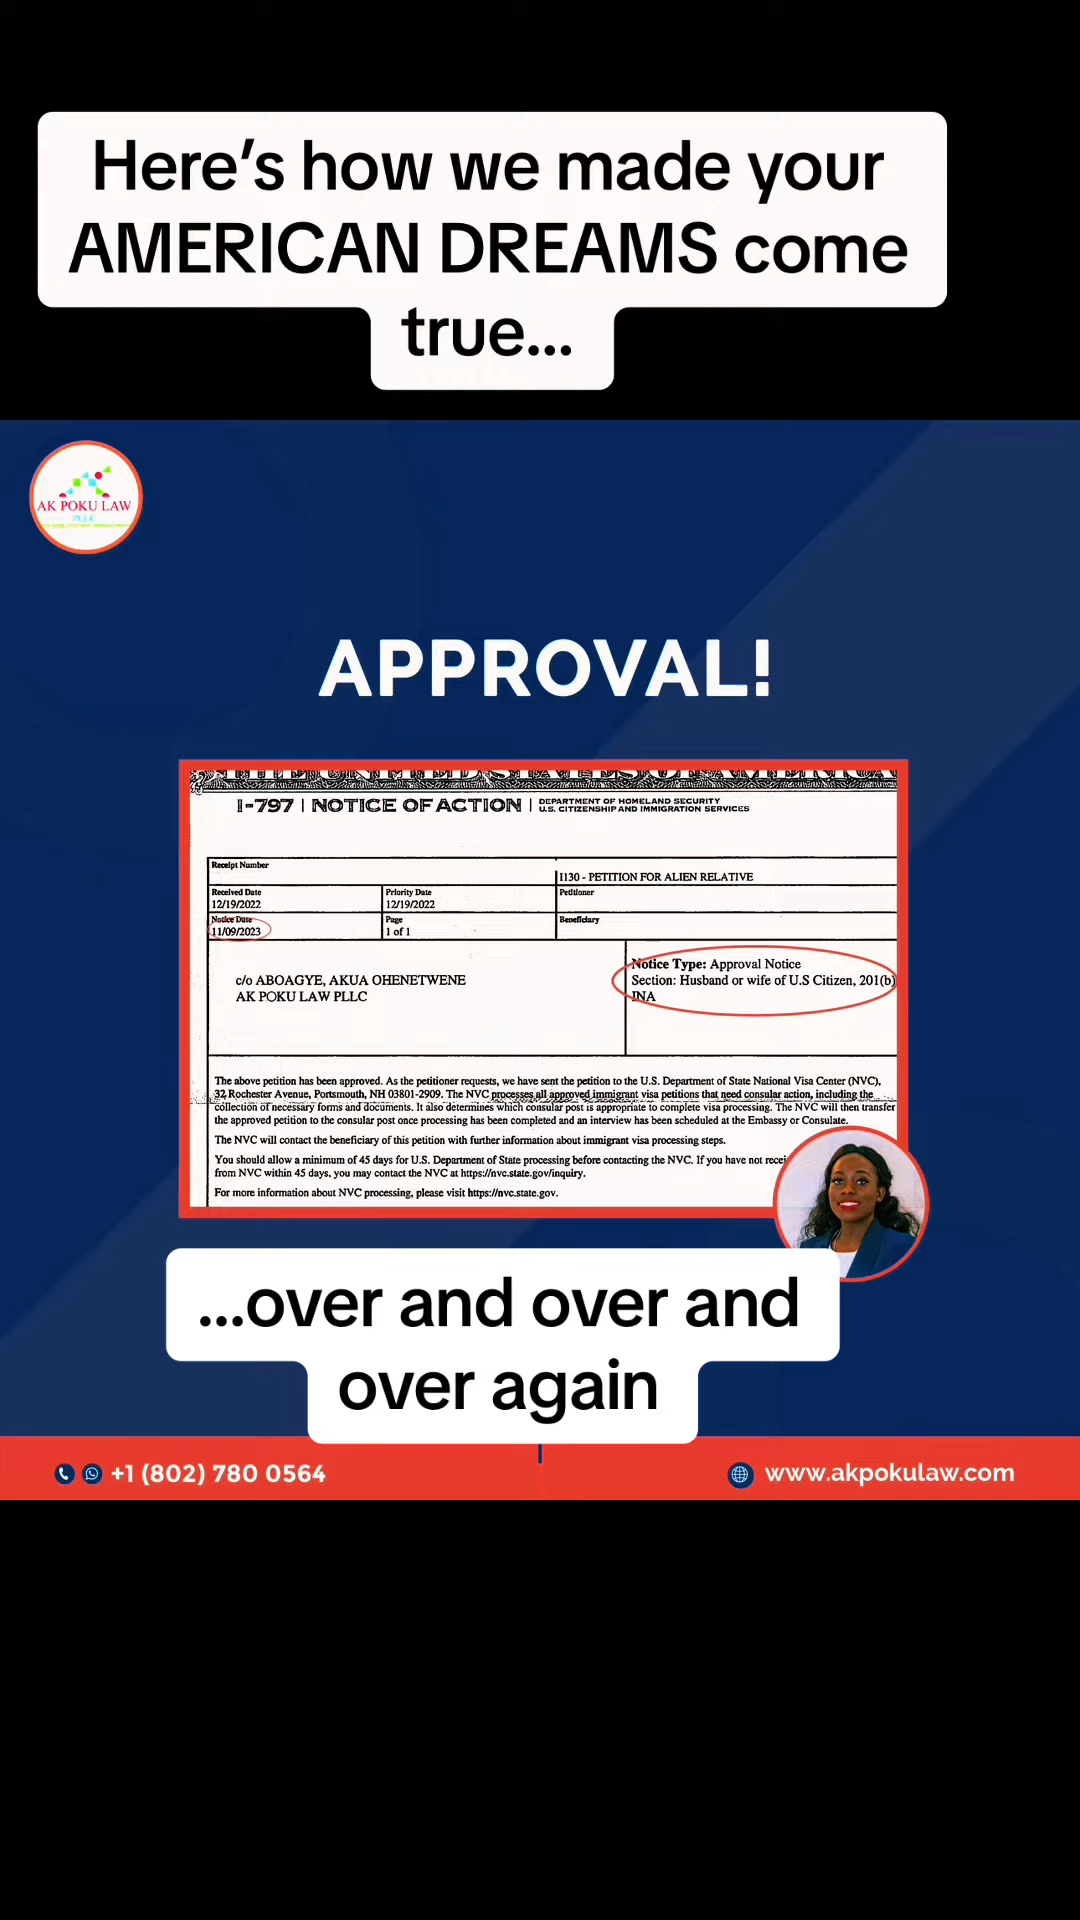 Here’s how we made your
AMERICAN DREAMS come
true...
AK POKU LAW
PLLC
APPROVAL!
I-797 | NOTICE OF ACTION | DEPARTMENT OF HOMELAND SECURITY
U.S. CITIZENSHIP AND IMMIGRATION SERVICES
Receipt Number
I130 - PETITION FOR ALIEN RELATIVE
Received Date
12/19/2022
Priority Date
12/19/2022
Petitioner
Notice Date
11/09/2023
Page
1 of 1
Beneficiary
c/o ABOAGYE, AKUA OHENETWENE
AK POKU LAW PLLC
Notice Type: Approval Notice
Section: Husband or wife of U.S Citizen, 201(b)
INA
The above petition has been approved. As the petitioner requests, we have sent the petition to the U.S. Department of State National Visa Center (NVC),
32 Rochester Avenue, Portsmouth, NH 03801-2909. The NVC processes all approved immigrant visa petitions that need consular action, including the
collection of necessary forms and documents. It also determines which consular post is appropriate to complete visa processing. The NVC will then transfer
the approved petition to the consular post once processing has been completed and an interview has been scheduled at the Embassy or Consulate.
The NVC will contact the beneficiary of this petition with further information about immigrant visa processing steps.
You should allow a minimum of 45 days for U.S. Department of State processing before contacting the NVC. If you have not recei
from NVC within 45 days, you may contact the NVC at https://nvc.state.gov/inquiry.
For more information about NVC processing, please visit https://nvc.state.gov.
...over and over and
over again
+1 (802) 780 0564
www.akpokulaw.com